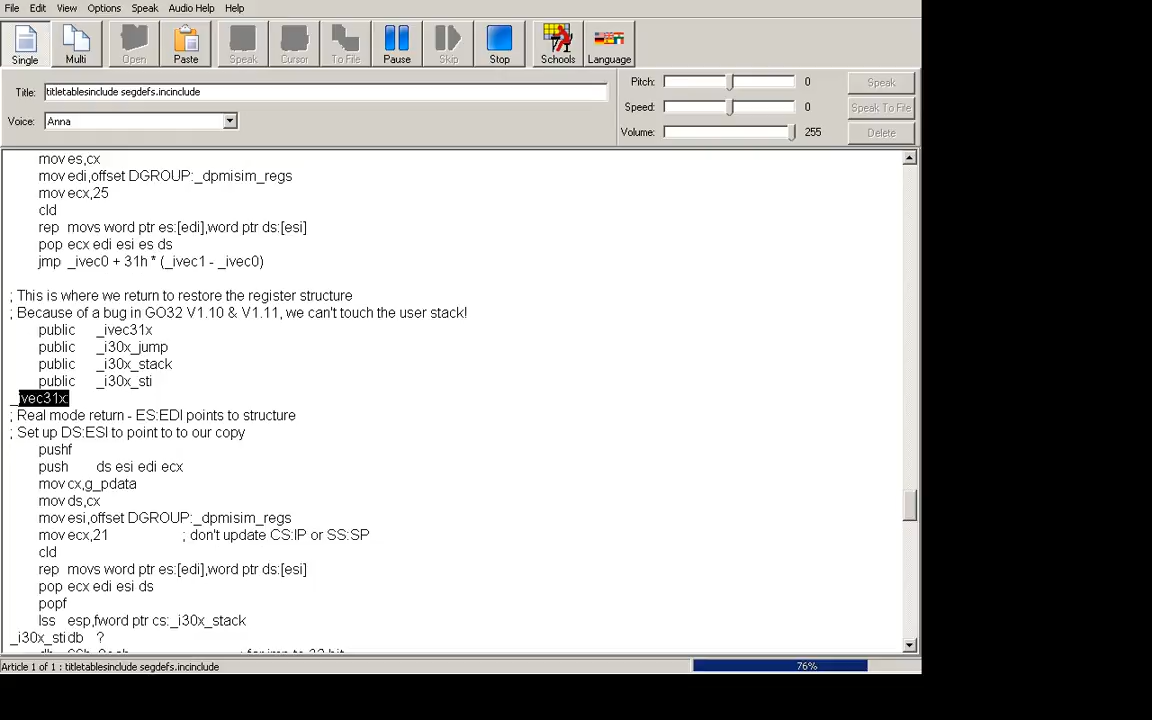 File Edit View Options Speak Audio Help Help
Single Multi Open Paste Speak Cursor To File Pause Skip Stop Schools Language
Title: titletablesinclude segdefs.incinclude
Voice: Anna
Pitch: 0 Speak
Speed: 0 Speak To File
Volume: 255 Delete
mov es,cx
mov edi,offset DGROUP:_dpmisim_regs
mov ecx,25
cld
rep movs word ptr es:[edi],word ptr ds:[esi]
pop ecx edi esi es ds
jmp _ivec0 + 31h * (_ivec1 - _ivec0)
; This is where we return to restore the register structure
; Because of a bug in GO32 V1.10 & V1.11, we can't touch the user stack!
public _ivec31x
public _i30x_jump
public _i30x_stack
public _i30x_sti
_ivec31x:
; Real mode return - ES:EDI points to structure
; Set up DS:ESI to point to to our copy
pushf
push ds esi edi ecx
mov cx,g_pdata
mov ds,cx
mov esi,offset DGROUP:_dpmisim_regs
mov ecx,21 ; don't update CS:IP or SS:SP
cld
rep movs word ptr es:[edi],word ptr ds:[esi]
pop ecx edi esi ds
popf
lss esp,fword ptr cs:_i30x_stack
_i30x_sti db ?
Article 1 of 1 : titletablesinclude segdefs.incinclude 76%